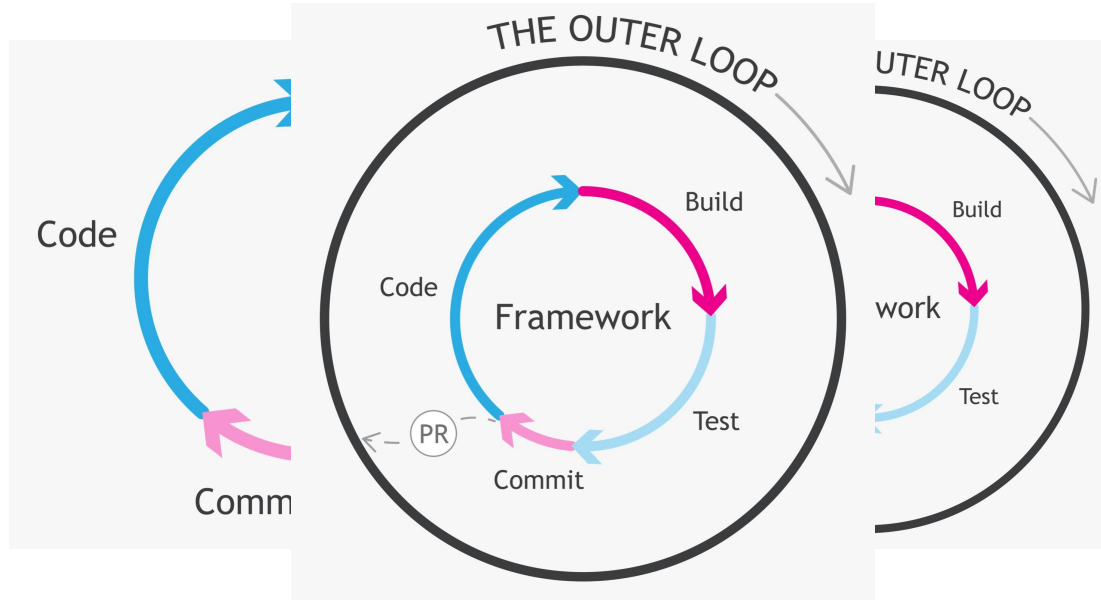 Code
Comm
THE OUTER LOOP
Build
Code
Framework
Test
PR
Commit
UTER LOOP
Build
work
Test